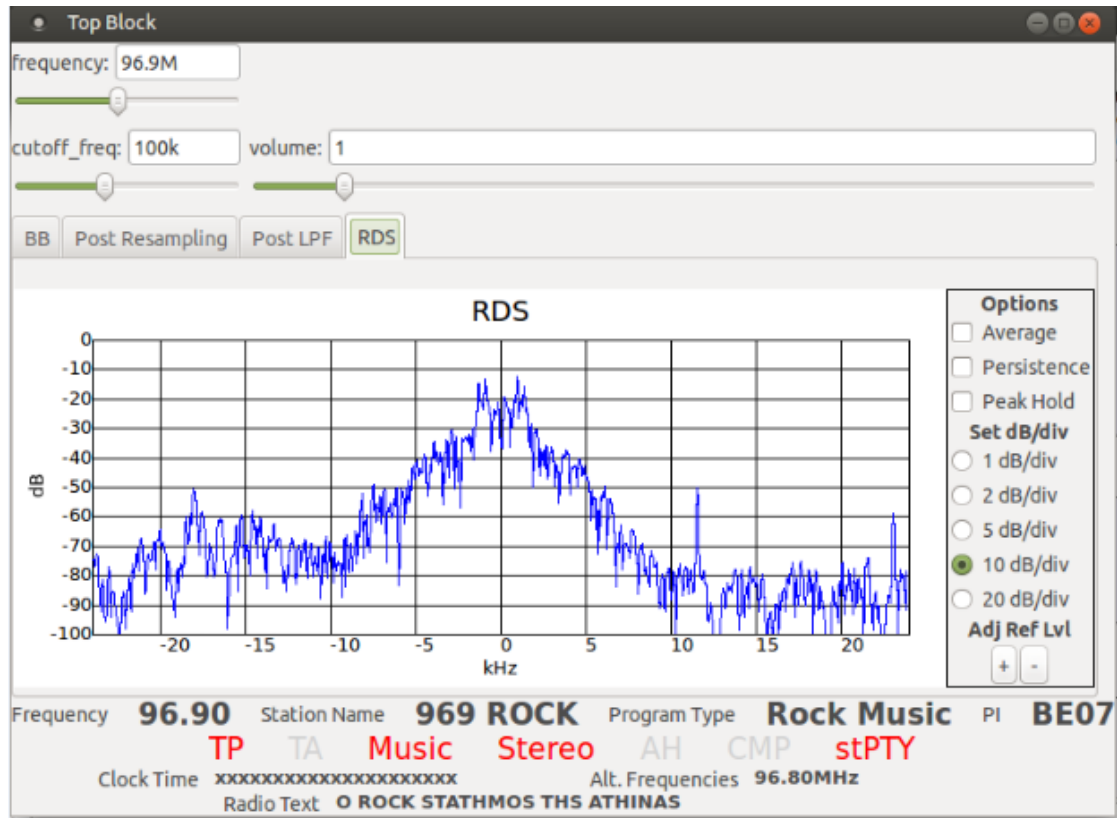 Top Block
frequency: 96.9M
cutoff_freq: 100k volume: 1
BB Post Resampling Post LPF RDS
RDS
Options
Average
Persistence
Peak Hold
Set dB/div
1 dB/div
2 dB/div
5 dB/div
10 dB/div
20 dB/div
Adj Ref Lvl
+ -
dB
0
-10
-20
-30
-40
-50
-60
-70
-80
-90
-100
-20 -15 -10 -5 0 5 10 15 20
kHz
Frequency 96.90 Station Name 969 ROCK Program Type Rock Music PI BE07
TP TA Music Stereo AH CMP stPTY
Clock Time xxxxxxxxxxxxxxxxxxxxx Alt. Frequencies 96.80MHz
Radio Text O ROCK STATHMOS THS ATHINAS